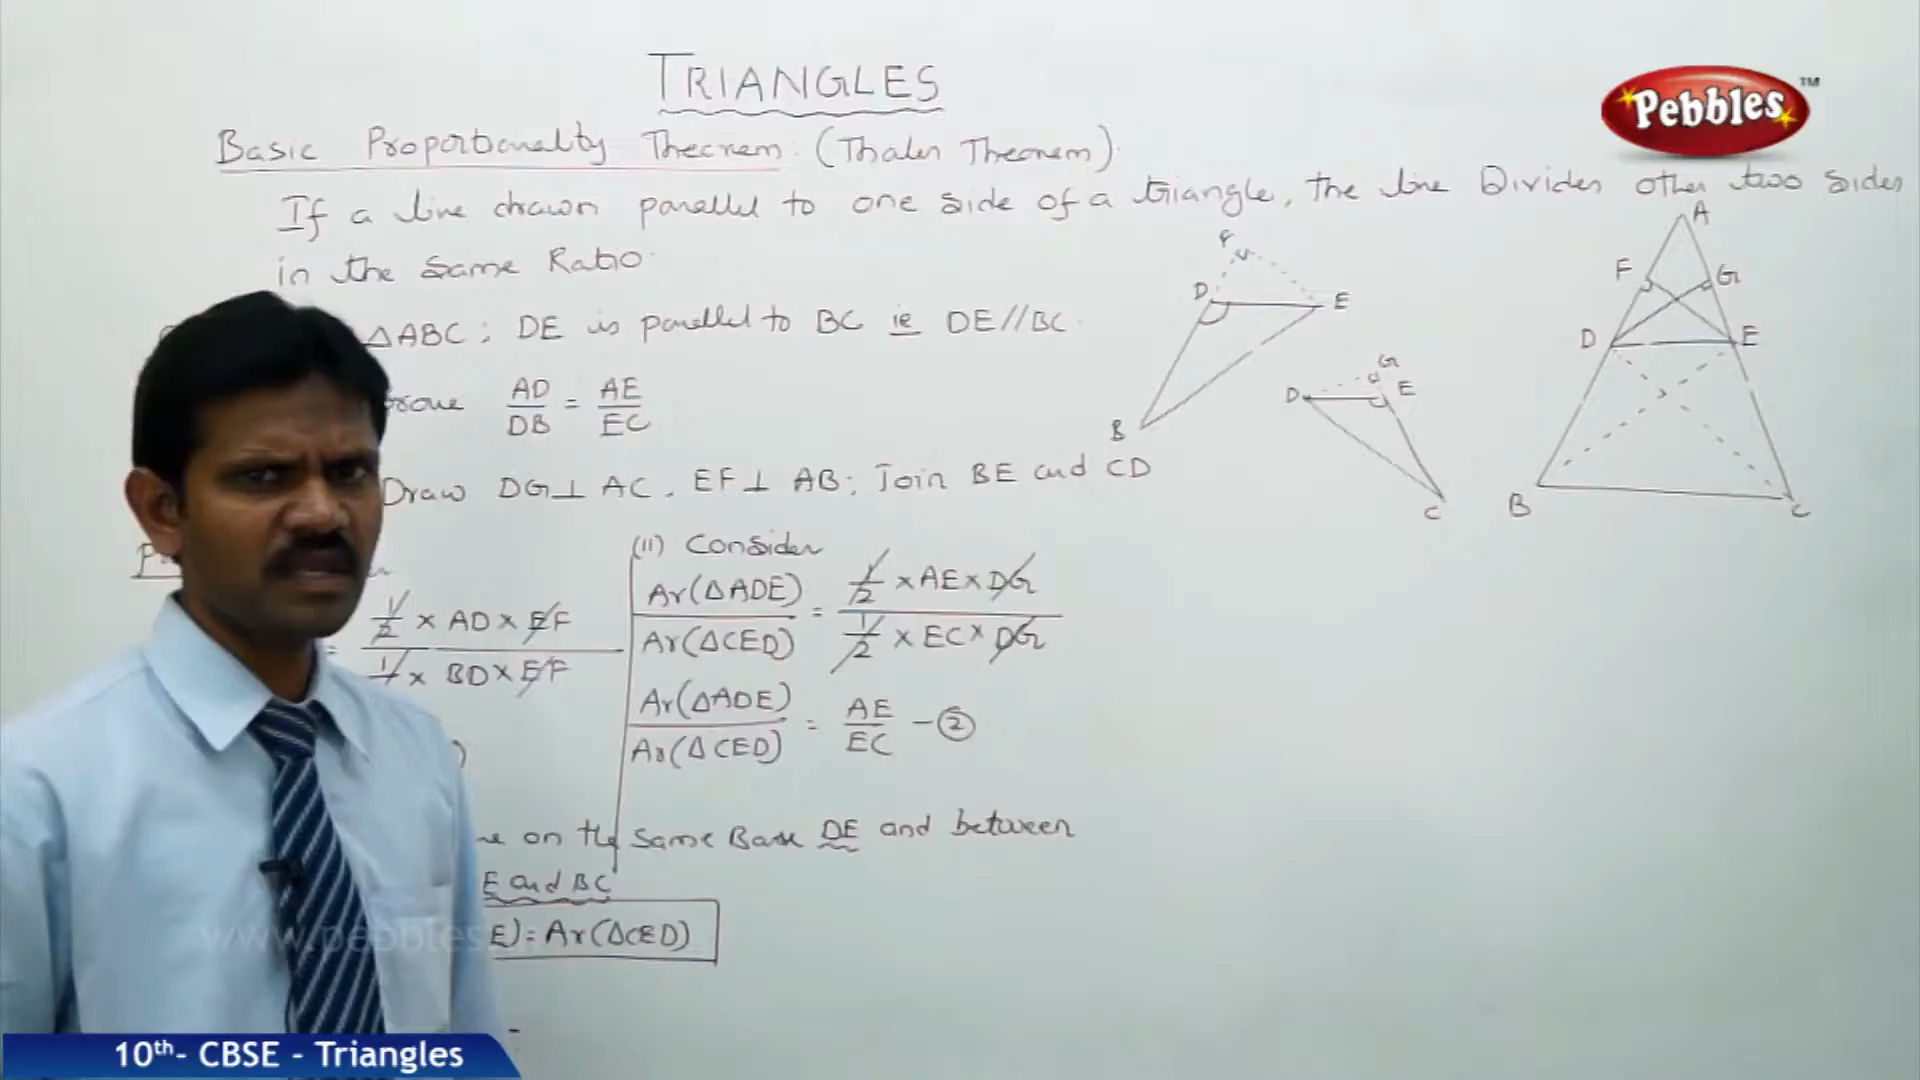 TRIANGLES
Pebbles™
Basic Proportionality Theorem. (Thales Theorem).
If a line drawn parallel to one side of a triangle, the line Divides other two sides
in the same Ratio.
ΔABC; DE is parallel to BC ie DE//BC.
Prove AD/DB = AE/EC
Draw DG⊥ AC, EF⊥ AB; Join BE and CD
(ii) Consider
= 1/2 × AD × EF / 1/ × BD × EF
Ar(ΔADE)/Ar(ΔCED) = 1/2 × AE × DG / 1/2 × EC × DG
Ar(ΔADE)/Ar(ΔCED) = AE/EC - ②
)
on the same Base DE and between
E and BC
E) = Ar(ΔCED)
F
D E
B
G
D E
C
A
F G
D E
B C
www.pebbles
10th- CBSE - Triangles